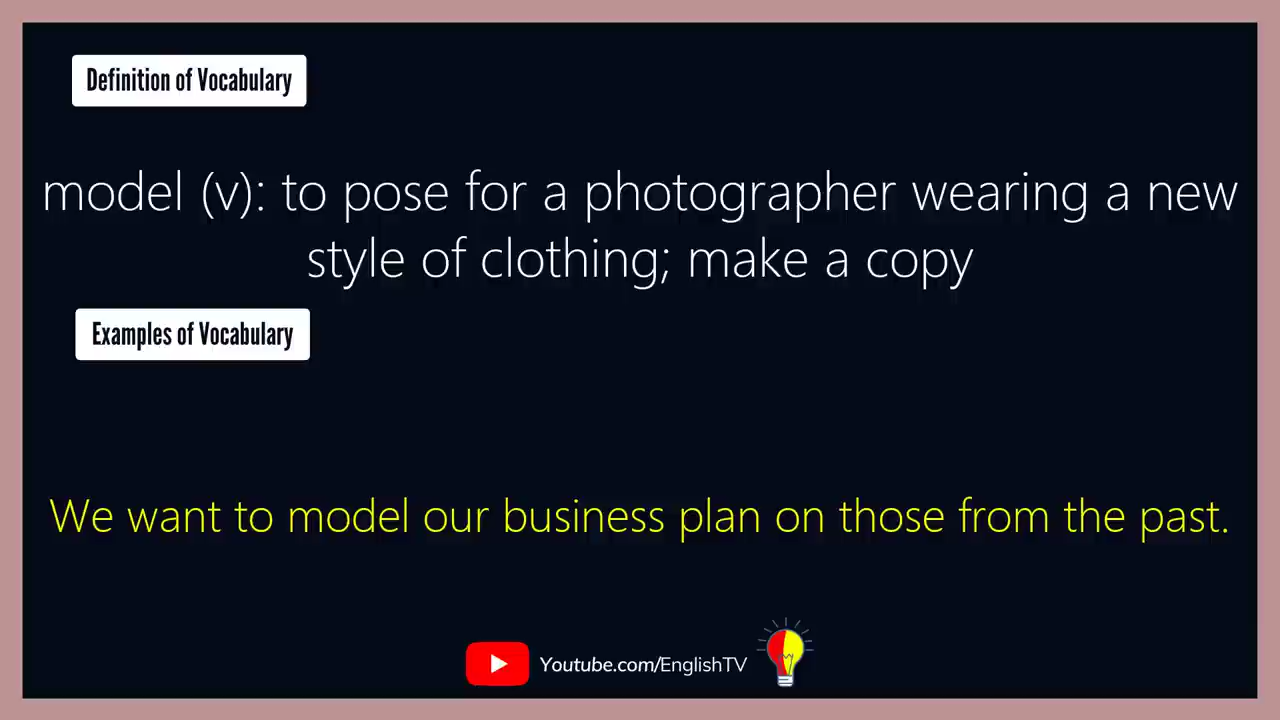 Definition of Vocabulary
model (v): to pose for a photographer wearing a new
style of clothing; make a copy
Examples of Vocabulary
We want to model our business plan on those from the past.
Youtube.com/EnglishTV